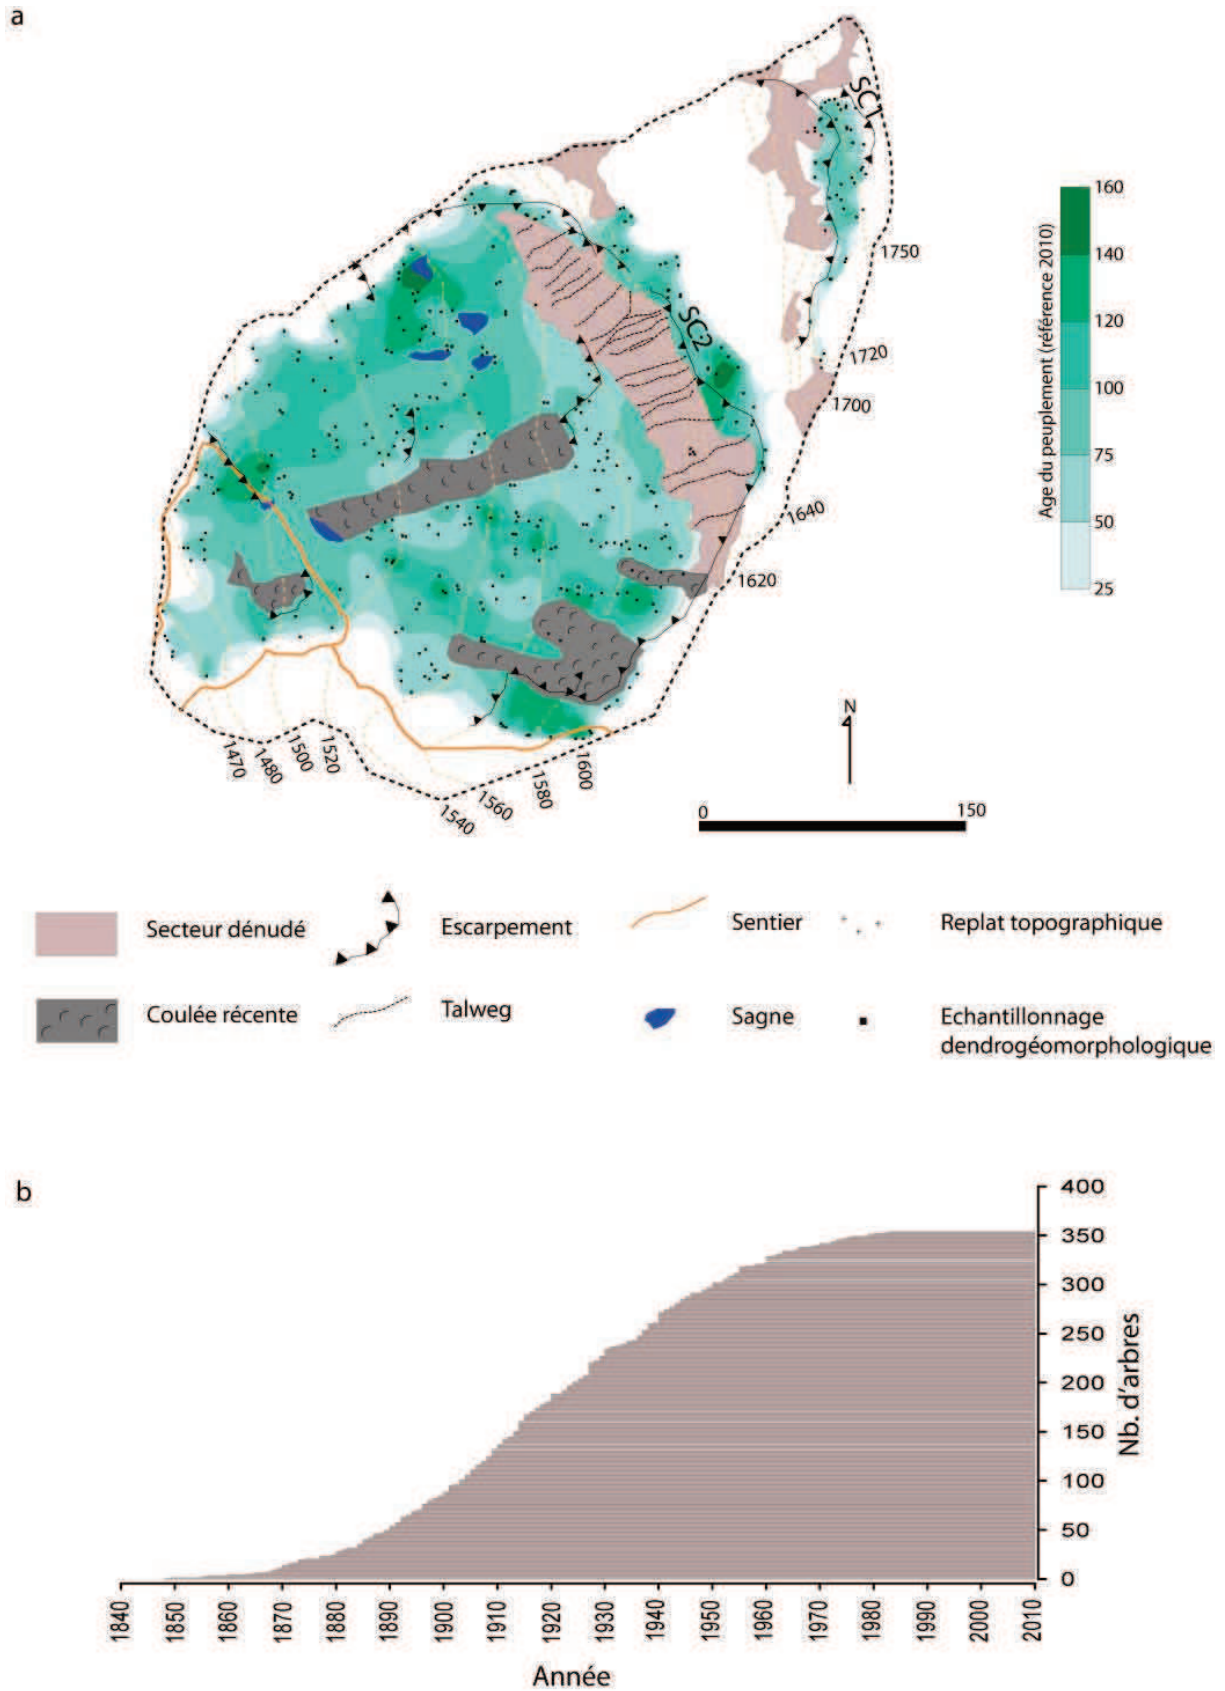 a
SC1
SC2
1750
1720
1700
1640
1620
1600
1580
1560
1540
1520
1500
1480
1470
Age du peuplement (référence 2010)
160
140
120
100
75
50
25
N
0 150
Secteur dénudé
Escarpement
Sentier
Replat topographique
Coulée récente
Talweg
Sagne
Echantillonnage
dendrogéomorphologique
b
400
350
300
250
200
150
100
50
0
Nb. d'arbres
1840 1850 1860 1870 1880 1890 1900 1910 1920 1930 1940 1950 1960 1970 1980 1990 2000 2010
Année